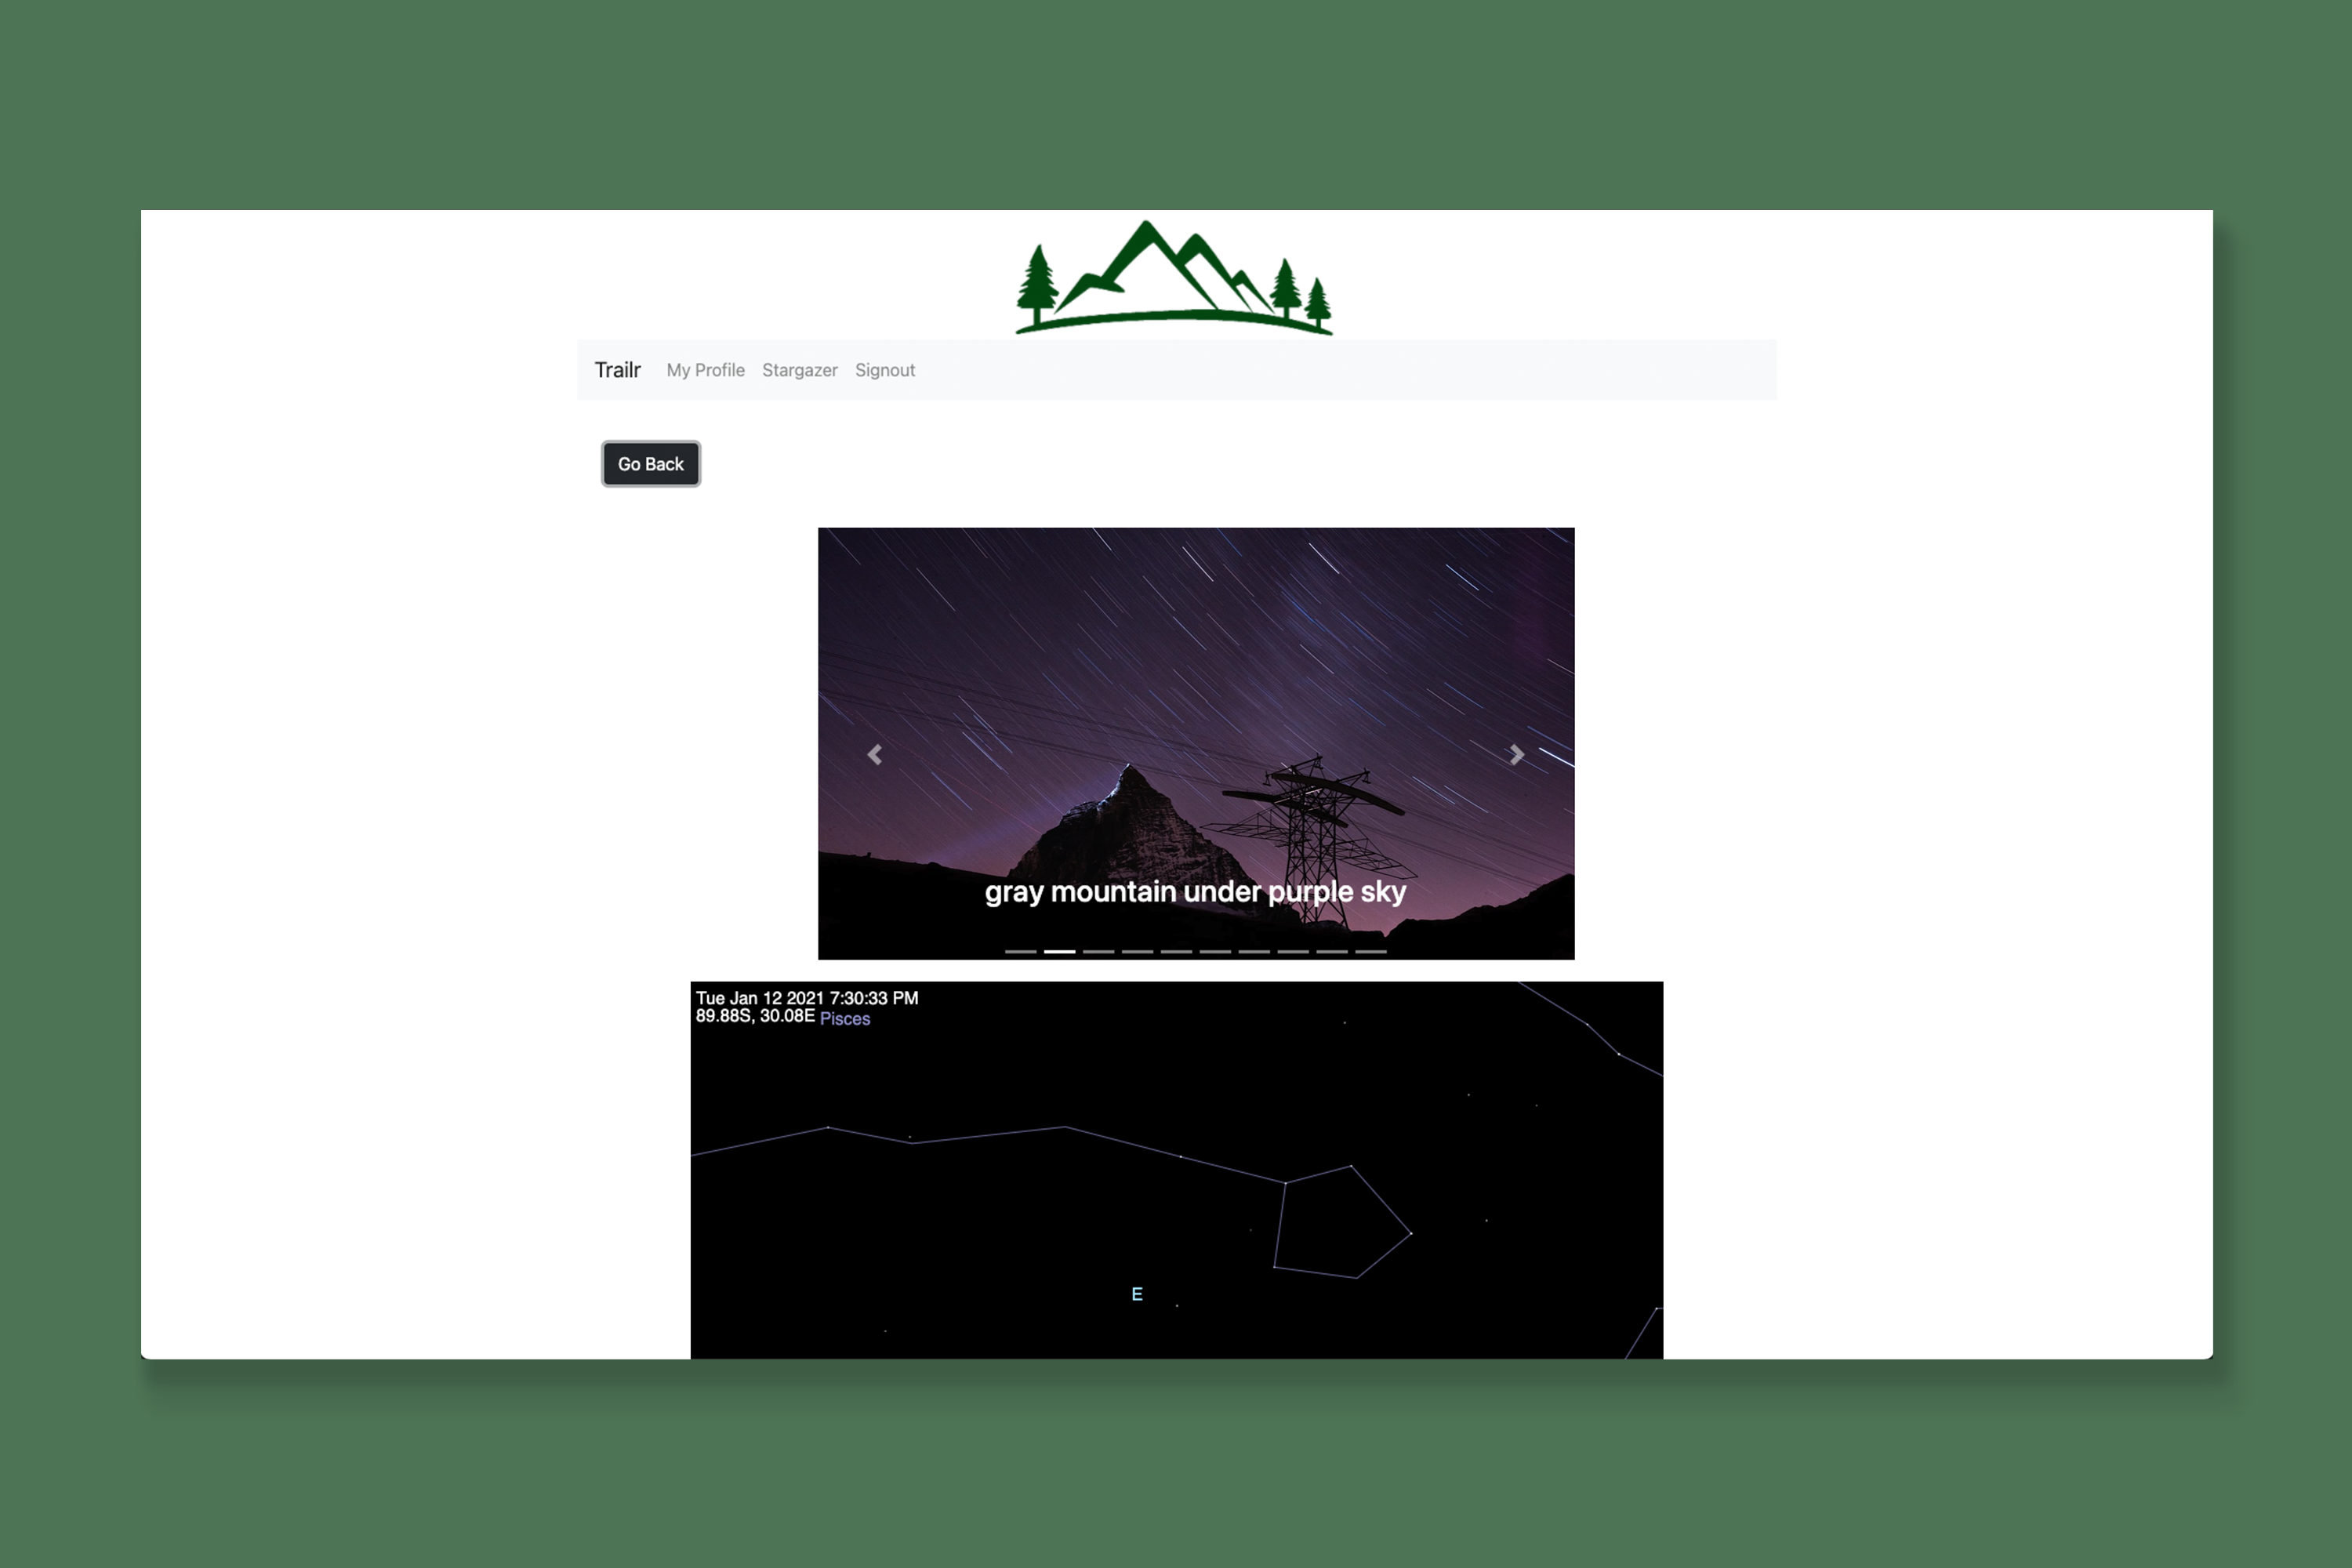 Trailr My Profile Stargazer Signout
Go Back
gray mountain under purple sky
Tue Jan 12 2021 7:30:33 PM
89.88S, 30.08E Pisces
E